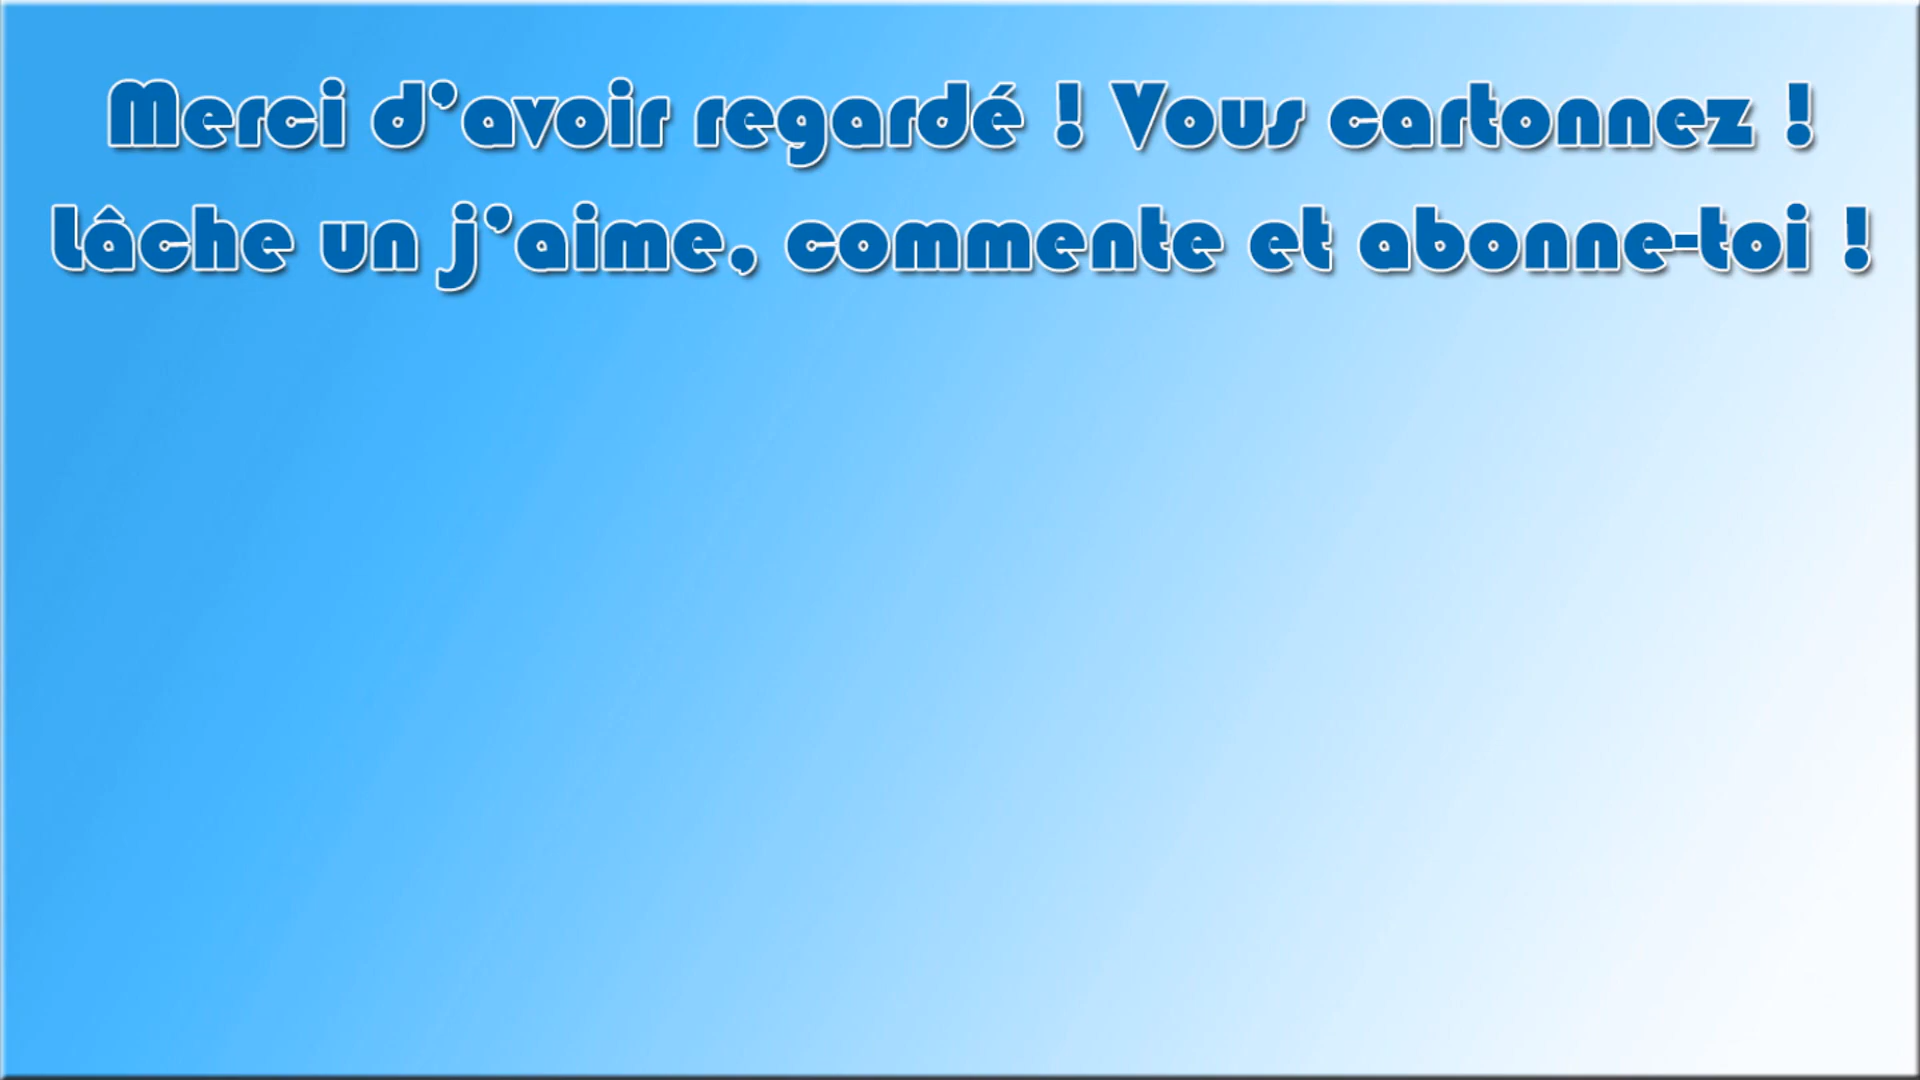 Merci d’avoir regardé ! Vous cartonnez !
Lâche un j’aime, commente et abonne-toi !